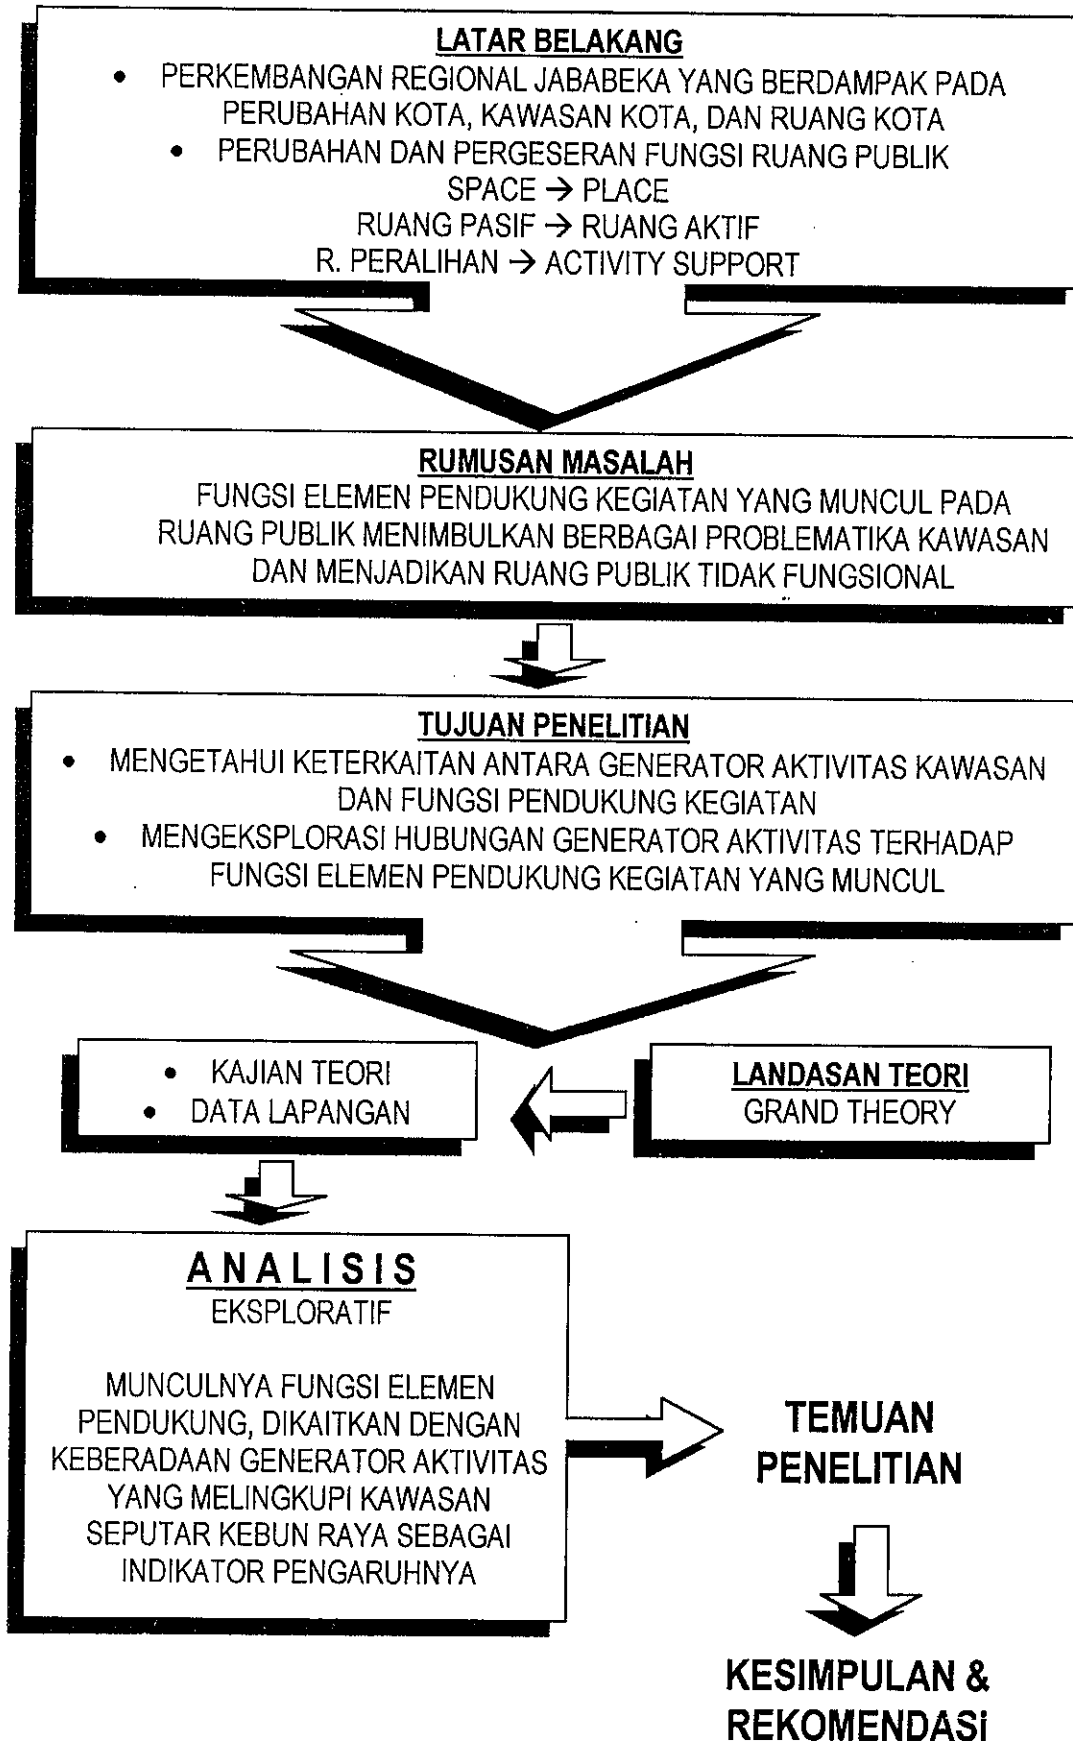 LATAR BELAKANG
• PERKEMBANGAN REGIONAL JABABEKA YANG BERDAMPAK PADA
PERUBAHAN KOTA, KAWASAN KOTA, DAN RUANG KOTA
• PERUBAHAN DAN PERGESERAN FUNGSI RUANG PUBLIK
SPACE → PLACE
RUANG PASIF → RUANG AKTIF
R. PERALIHAN → ACTIVITY SUPPORT
RUMUSAN MASALAH
FUNGSI ELEMEN PENDUKUNG KEGIATAN YANG MUNCUL PADA
RUANG PUBLIK MENIMBULKAN BERBAGAI PROBLEMATIKA KAWASAN
DAN MENJADIKAN RUANG PUBLIK TIDAK FUNGSIONAL
TUJUAN PENELITIAN
• MENGETAHUI KETERKAITAN ANTARA GENERATOR AKTIVITAS KAWASAN
DAN FUNGSI PENDUKUNG KEGIATAN
• MENGEKSPLORASI HUBUNGAN GENERATOR AKTIVITAS TERHADAP
FUNGSI ELEMEN PENDUKUNG KEGIATAN YANG MUNCUL
• KAJIAN TEORI
• DATA LAPANGAN
LANDASAN TEORI
GRAND THEORY
ANALISIS
EKSPLORATIF
MUNCULNYA FUNGSI ELEMEN
PENDUKUNG, DIKAITKAN DENGAN
KEBERADAAN GENERATOR AKTIVITAS
YANG MELINGKUPI KAWASAN
SEPUTAR KEBUN RAYA SEBAGAI
INDIKATOR PENGARUHNYA
TEMUAN
PENELITIAN
KESIMPULAN &
REKOMENDASI